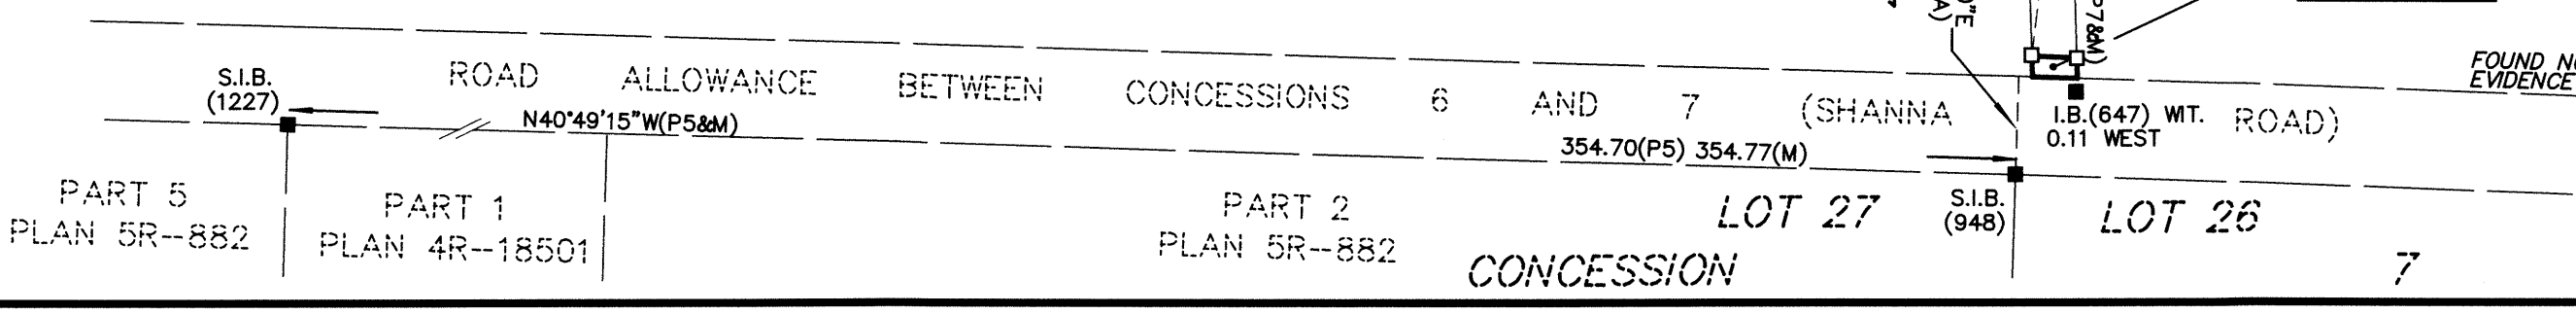 S.I.B.
(1227)
ROAD ALLOWANCE BETWEEN CONCESSIONS 6 AND 7 (SHANNA ROAD)
N40°49'15"W(P5&M)
354.70(P5) 354.77(M)
"E
A)
P78&M)
I.B.(647) WIT.
0.11 WEST
FOUND
EVIDENCE
PART 5
PLAN 5R--882
PART 1
PLAN 4R--18501
PART 2
PLAN 5R--882
LOT 27
S.I.B.
(948)
LOT 26
CONCESSION 7